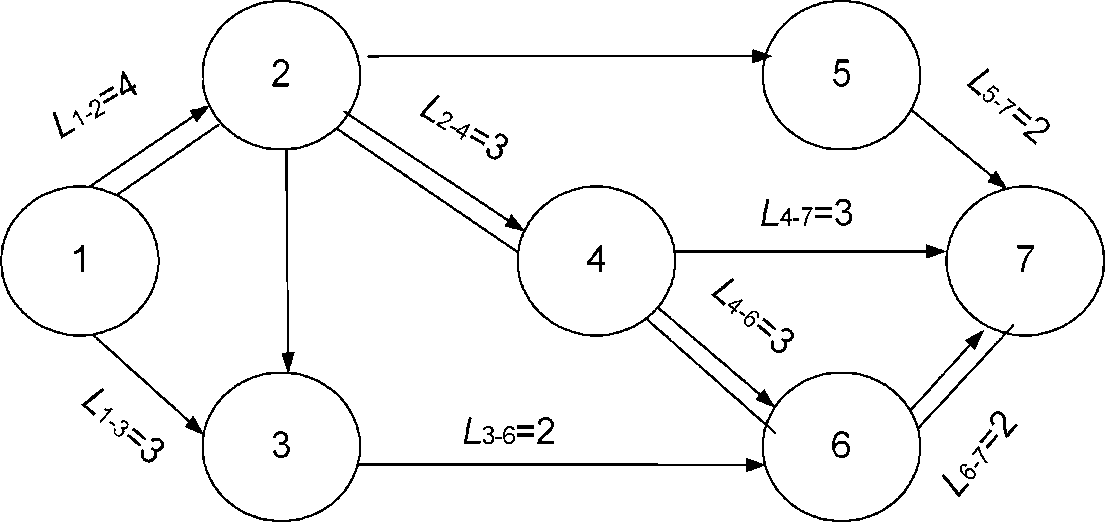 2
5
L1-2=4
L2-4=3
L5-7=2
1
4
L4-7=3
7
L4-6=3
L1-3=3
3
L3-6=2
6
L6-7=2